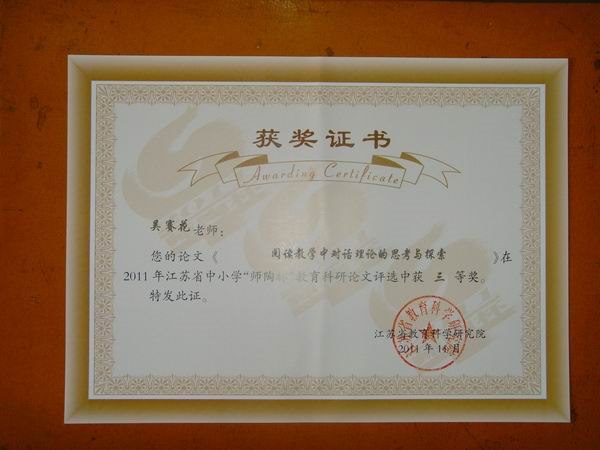 获奖证书
Awarding Certificate
吴赛花老师：
您的论文《阅读教学中对话理论的思考与探索》在
2011年江苏省中小学“师陶杯”教育科研论文评选中获 三 等奖。
特发此证。
江苏省教育科学研究院
2011年11月